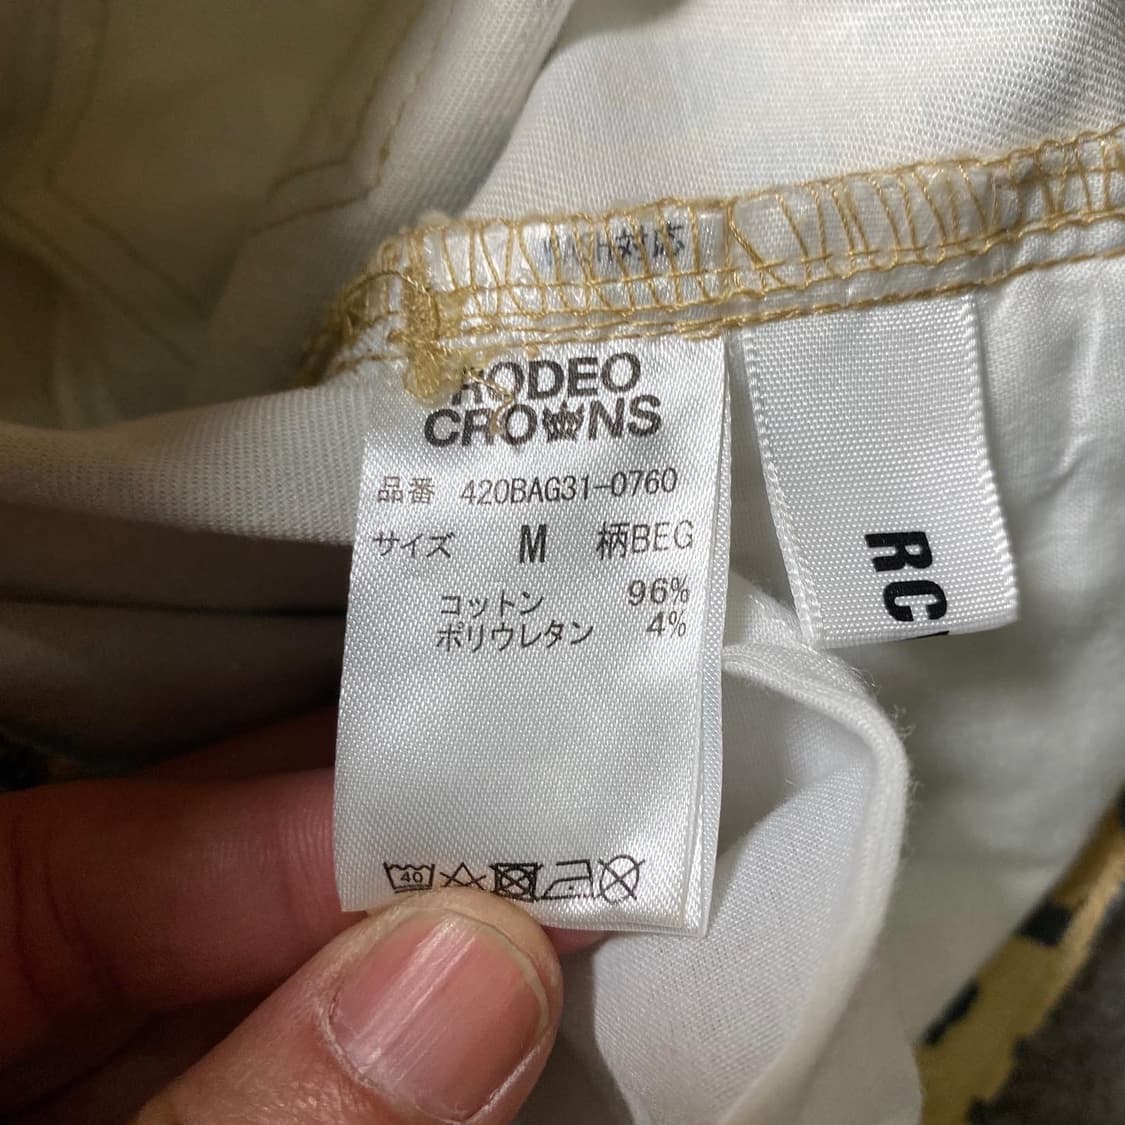 WASH対応
RODEO
CROWNS
品番 420BAG31-0760
サイズ M 柄BEG
コットン 96%
ポリウレタン 4%
40
RC